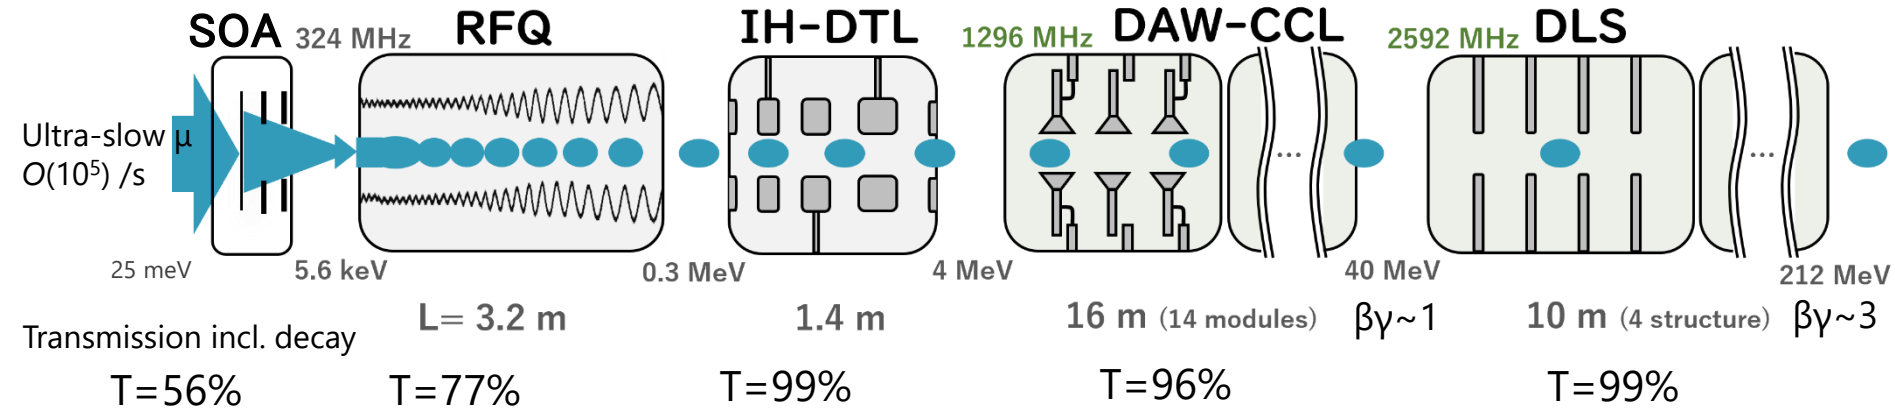 SOA 324 MHz RFQ IH-DTL 1296 MHz DAW-CCL 2592 MHz DLS
Ultra-slow μ
O(10⁵) /s
... ...
25 meV 5.6 keV 0.3 MeV 4 MeV 40 MeV 212 MeV
L= 3.2 m 1.4 m 16 m (14 modules) βγ~1 10 m (4 structure) βγ~3
Transmission incl. decay
T=56% T=77% T=99% T=96% T=99%